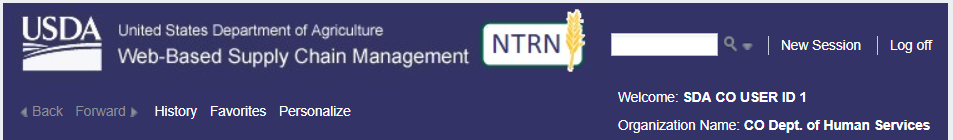 USDA
United States Department of Agriculture
Web-Based Supply Chain Management
NTRN
New Session
Log off
Back Forward History Favorites Personalize
Welcome: SDA CO USER ID 1
Organization Name: CO Dept. of Human Services